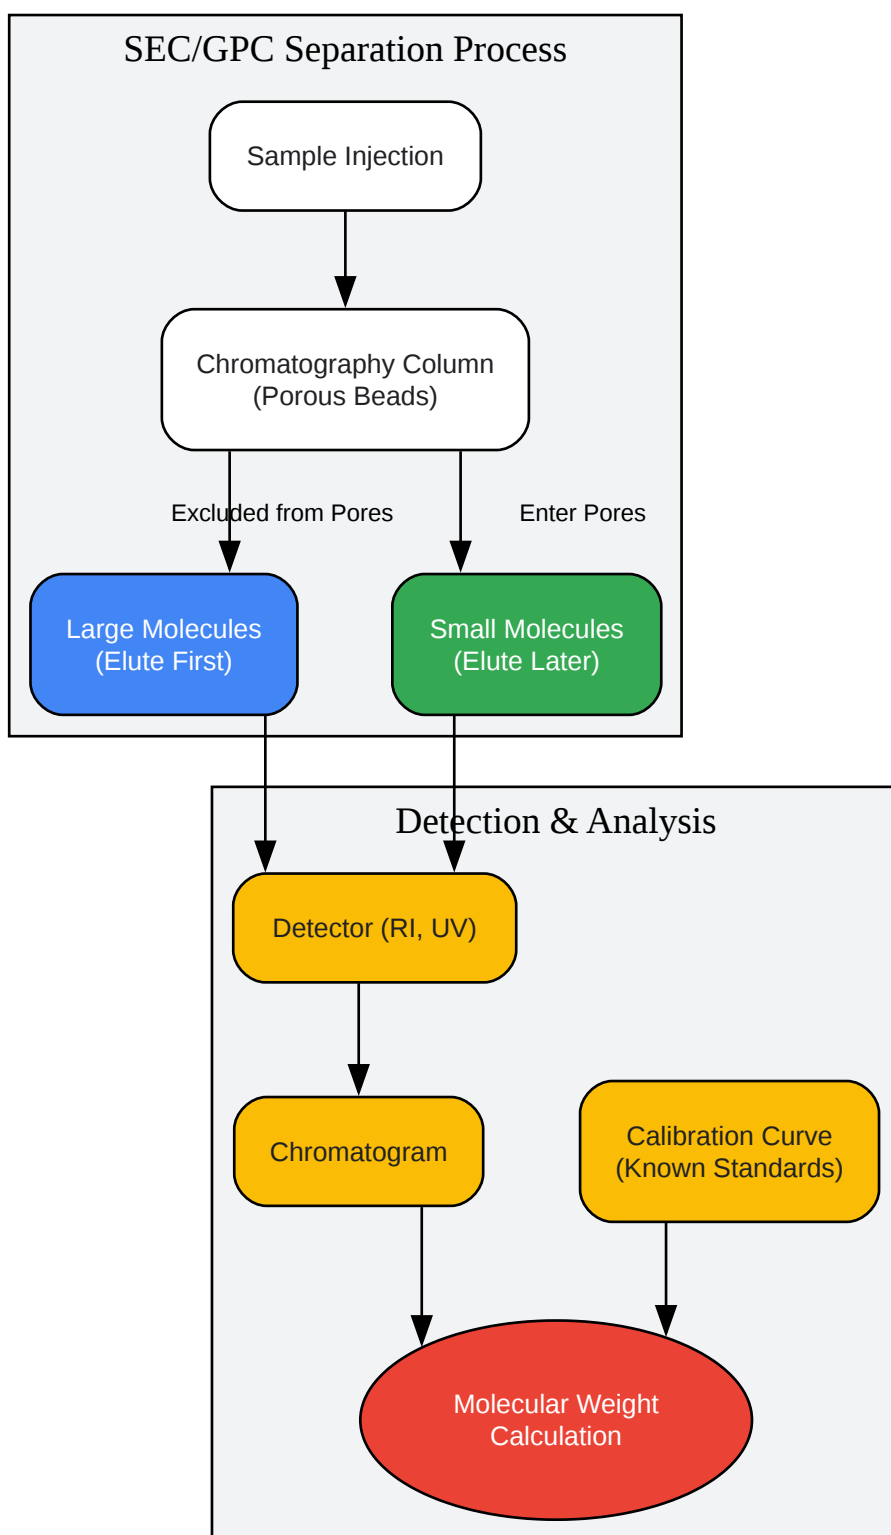 SEC/GPC Separation Process
Sample Injection
Chromatography Column
(Porous Beads)
Excluded from Pores
Enter Pores
Large Molecules
(Elute First)
Small Molecules
(Elute Later)
Detection & Analysis
Detector (RI, UV)
Chromatogram
Calibration Curve
(Known Standards)
Molecular Weight
Calculation